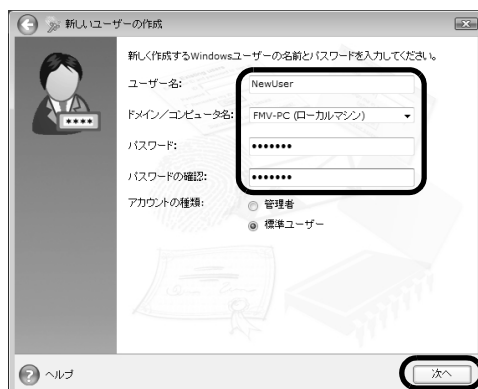 新しいユーザーの作成
新しく作成するWindowsユーザーの名前とパスワードを入力してください。
ユーザー名: NewUser
ドメイン／コンピュータ名: FMV-PC (ローカルマシン)
パスワード: •••••••
パスワードの確認: •••••••
アカウントの種類: 管理者
標準ユーザー
ヘルプ
次へ